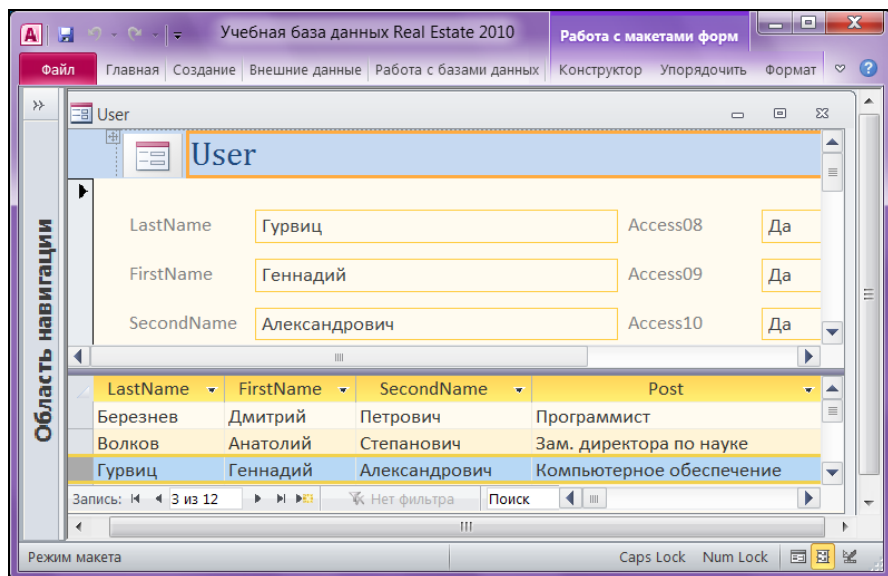 Учебная база данных Real Estate 2010
Работа с макетами форм
Файл Главная Создание Внешние данные Работа с базами данных Конструктор Упорядочить Формат
User
User
LastName Гурвиц Access08 Да
FirstName Геннадий Access09 Да
SecondName Александрович Access10 Да
Область навигации
LastName FirstName SecondName Post
Березнев Дмитрий Петрович Программист
Волков Анатолий Степанович Зам. директора по науке
Гурвиц Геннадий Александрович Компьютерное обеспечение
Запись: 3 из 12 Нет фильтра Поиск
Режим макета Caps Lock Num Lock